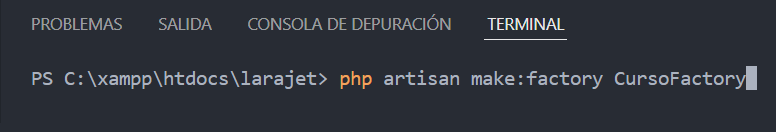 PROBLEMAS SALIDA CONSOLA DE DEPURACIÓN TERMINAL
PS C:\xampp\htdocs\larajet> php artisan make:factory CursoFactory